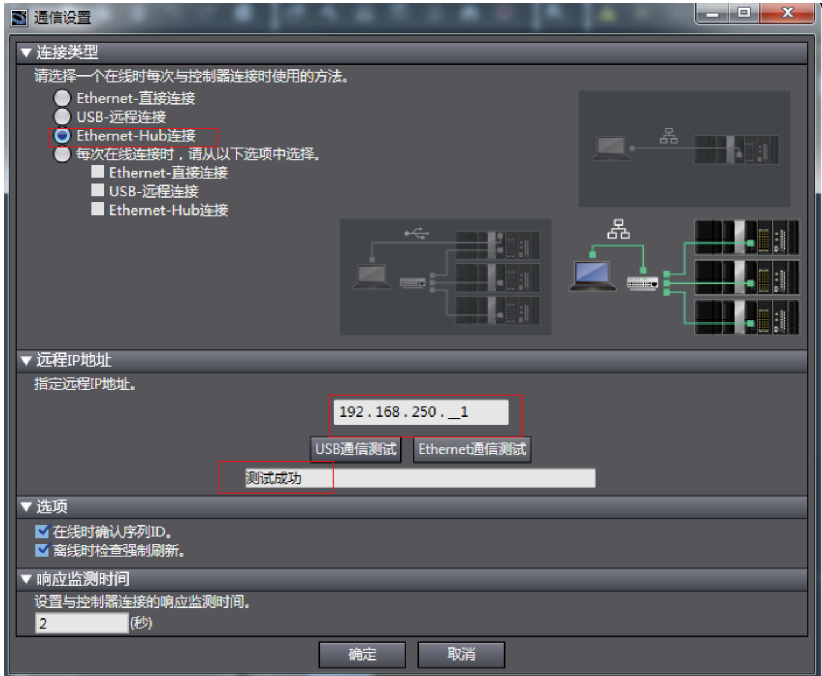 通信设置
▼连接类型
请选择一个在线时每次与控制器连接时使用的方法。
Ethernet-直接连接
USB-远程连接
Ethernet-Hub连接
每次在线连接时，请从以下选项中选择。
Ethernet-直接连接
USB-远程连接
Ethernet-Hub连接
▼远程IP地址
指定远程IP地址。
192 . 168 . 250 . __1
USB通信测试 Ethernet通信测试
测试成功
▼选项
在线时确认序列ID。
离线时检查强制刷新。
▼响应监测时间
设置与控制器连接的响应监测时间。
2 (秒)
确定 取消